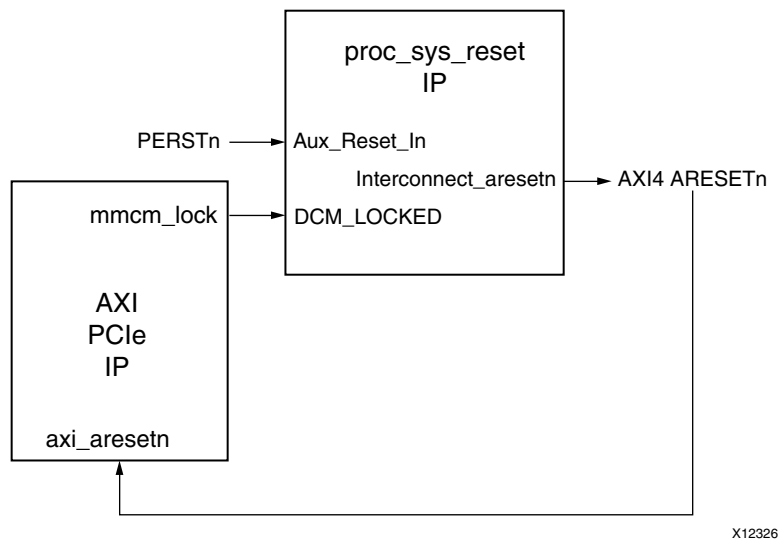 proc_sys_reset
IP
PERSTn
Aux_Reset_In
Interconnect_aresetn
AXI4 ARESETn
mmcm_lock
DCM_LOCKED
AXI
PCIe
IP
axi_aresetn
X12326